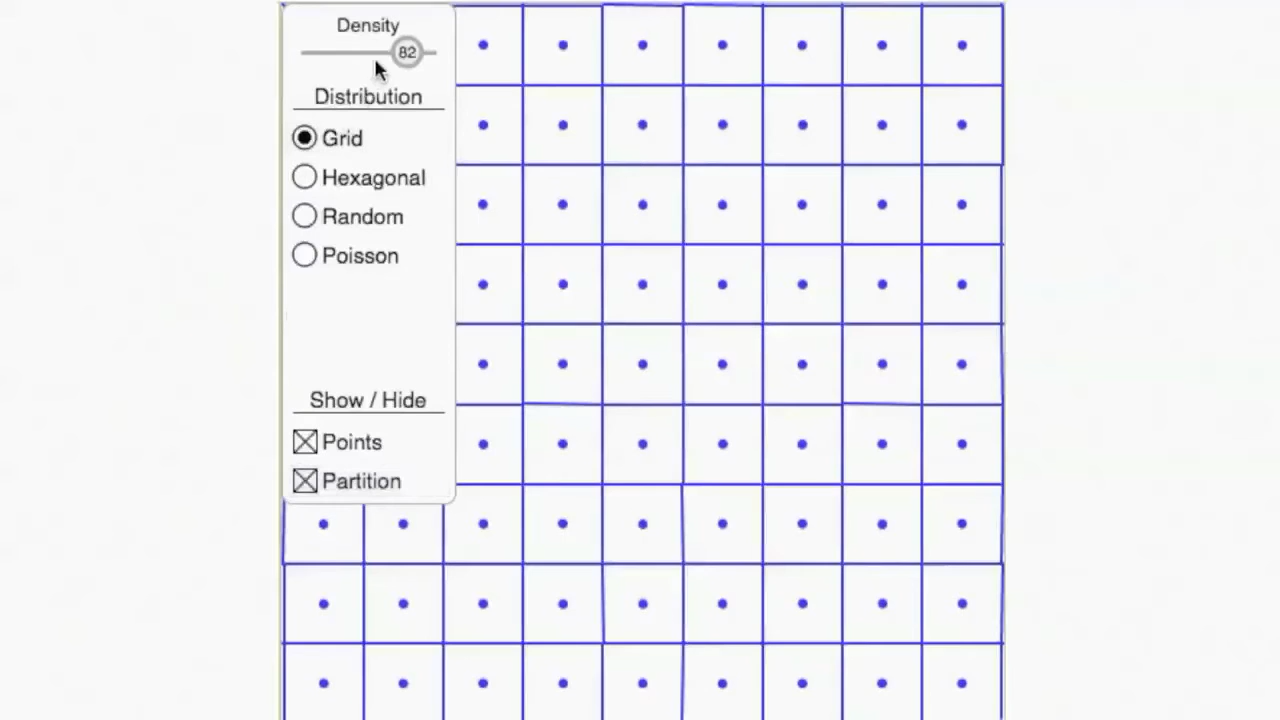 Density
82
Distribution
Grid
Hexagonal
Random
Poisson
Show / Hide
Points
Partition